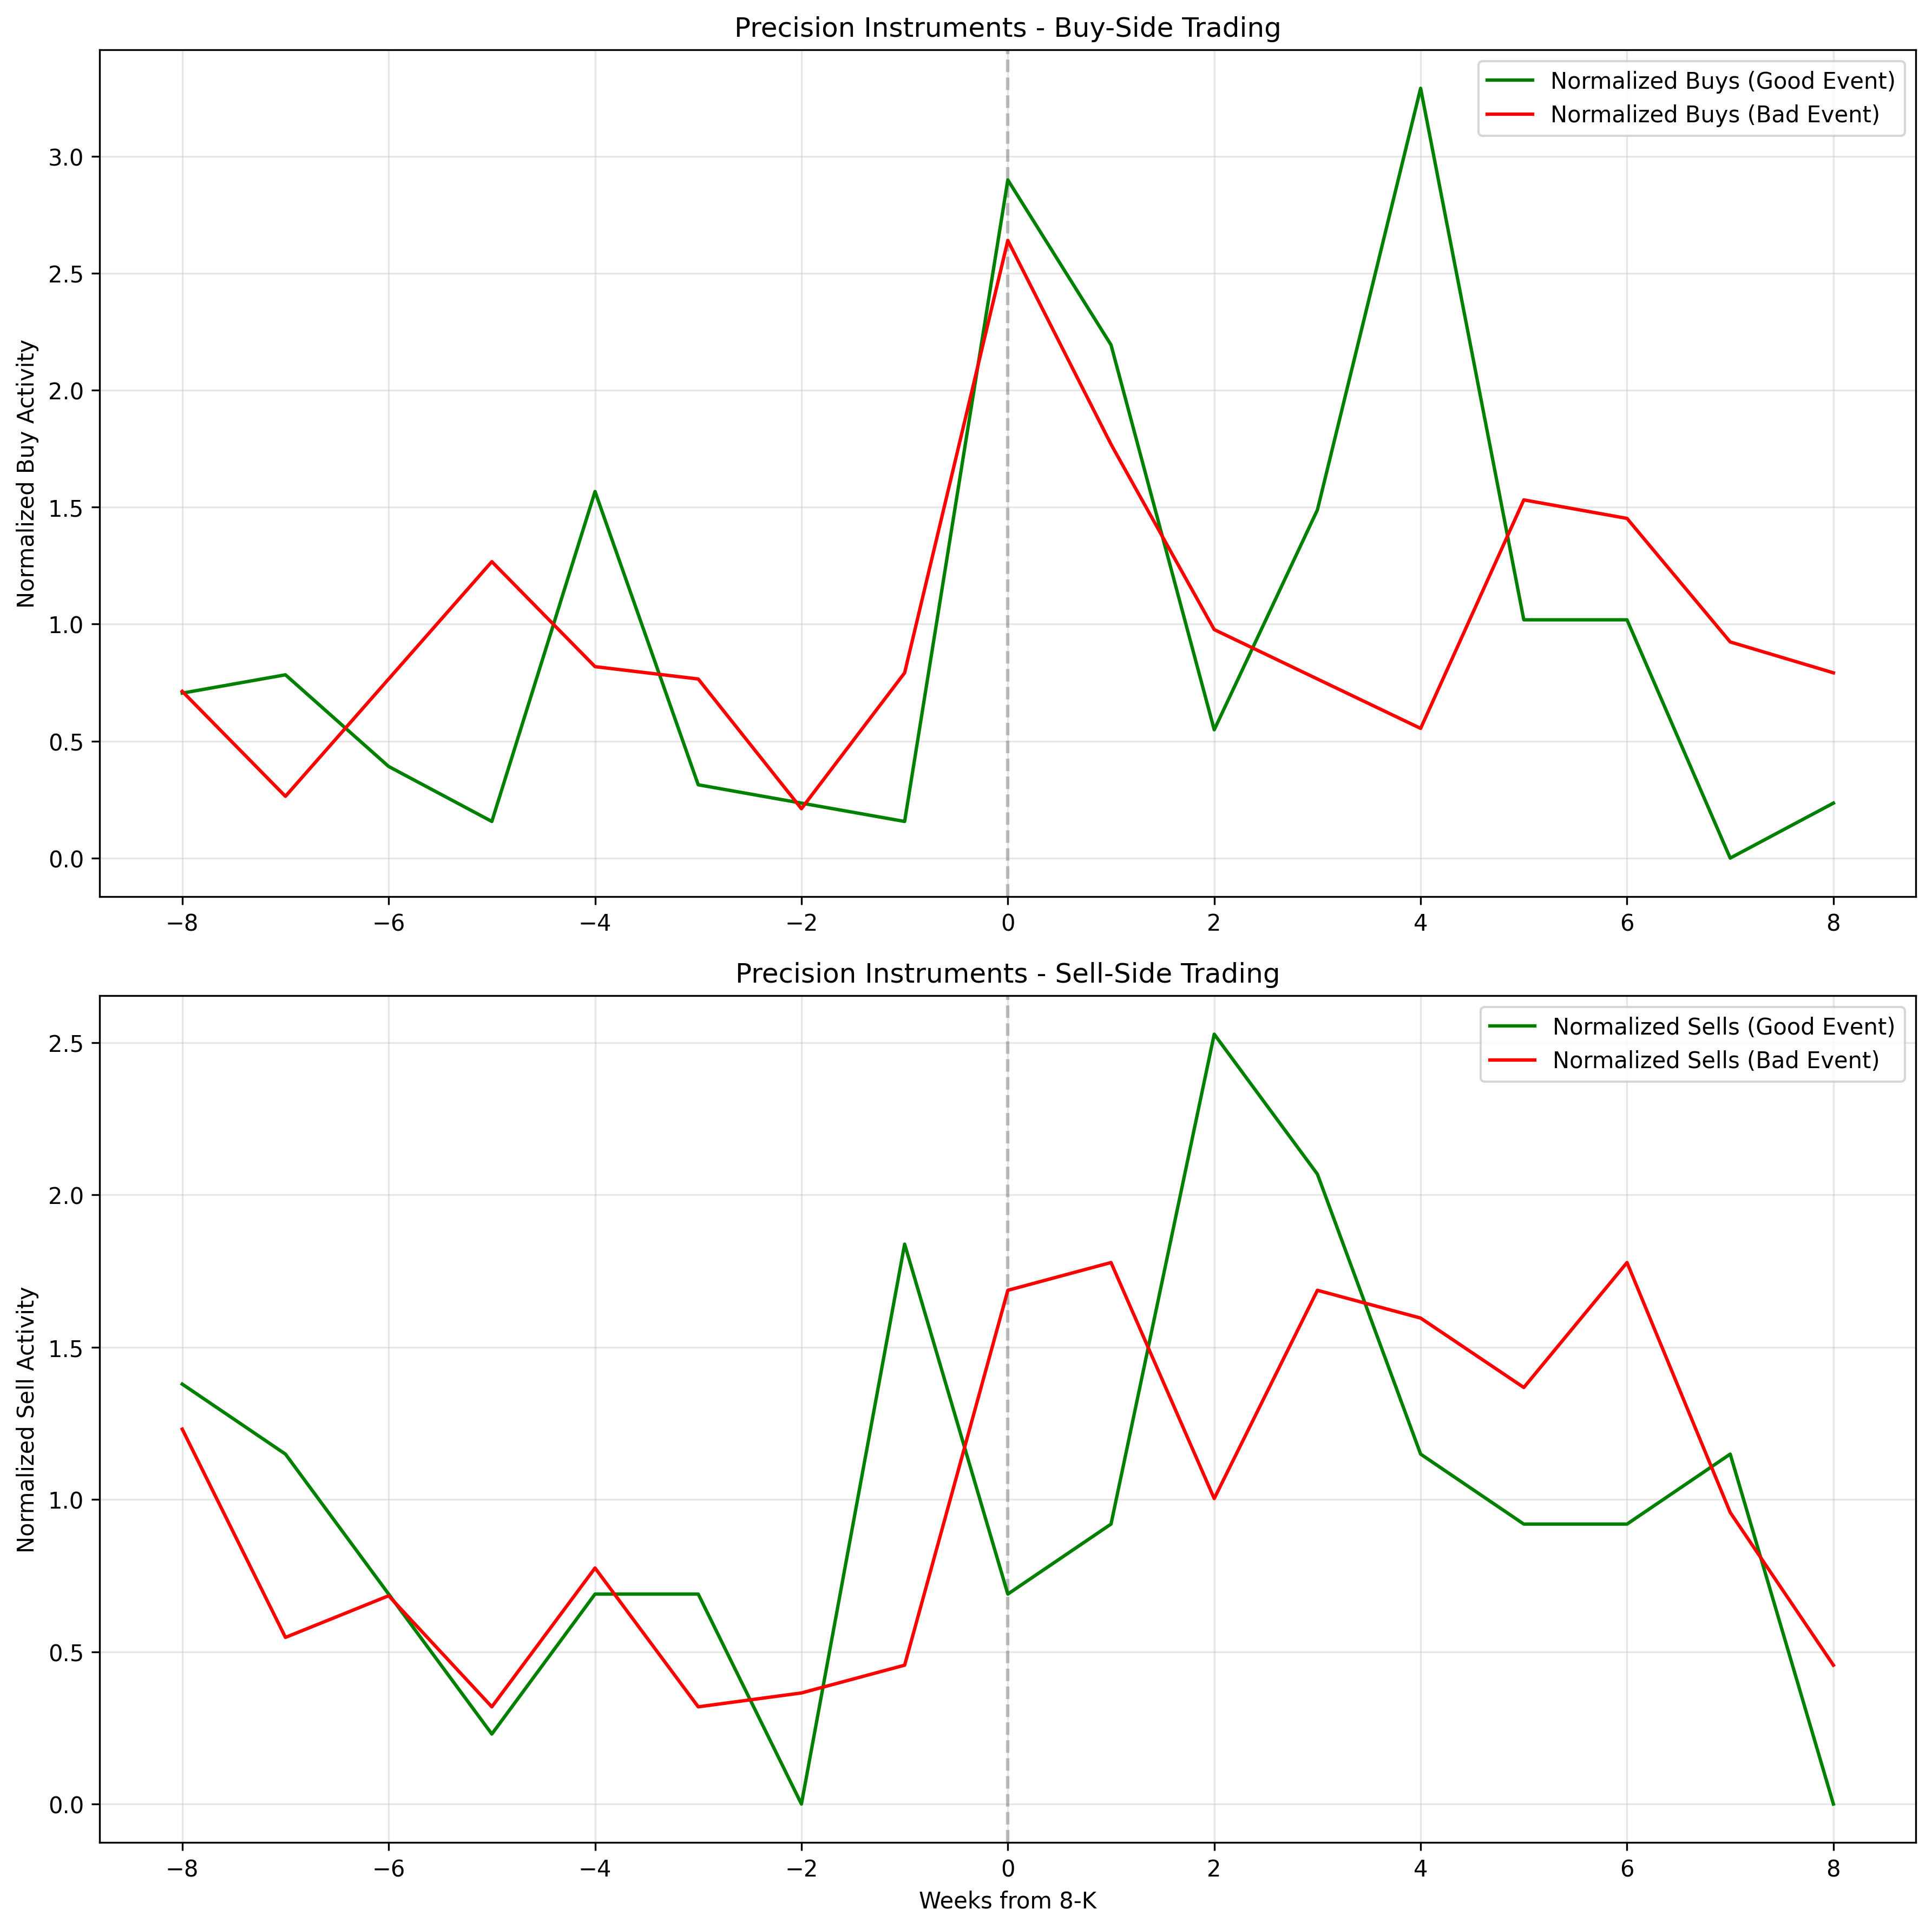 Precision Instruments - Buy-Side Trading
Normalized Buys (Good Event)
Normalized Buys (Bad Event)
Normalized Buy Activity
3.0
2.5
2.0
1.5
1.0
0.5
0.0
−8 −6 −4 −2 0 2 4 6 8
Precision Instruments - Sell-Side Trading
Normalized Sells (Good Event)
Normalized Sells (Bad Event)
Normalized Sell Activity
2.5
2.0
1.5
1.0
0.5
0.0
−8 −6 −4 −2 0 2 4 6 8
Weeks from 8-K